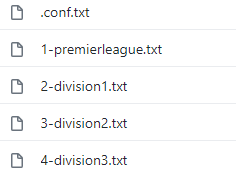 .conf.txt
1-premierleague.txt
2-division1.txt
3-division2.txt
4-division3.txt